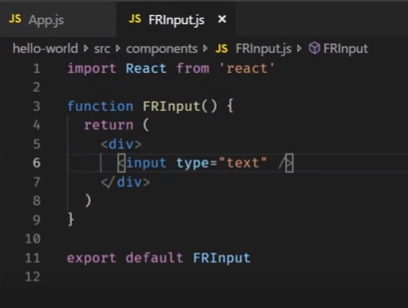 JS App.js JS FRInput.js ×
hello-world > src > components > JS FRInput.js > FRInput
1 import React from 'react'
2
3 function FRInput() {
4   return (
5     <div>
6       <input type="text" />
7     </div>
8   )
9 }
10
11 export default FRInput
12